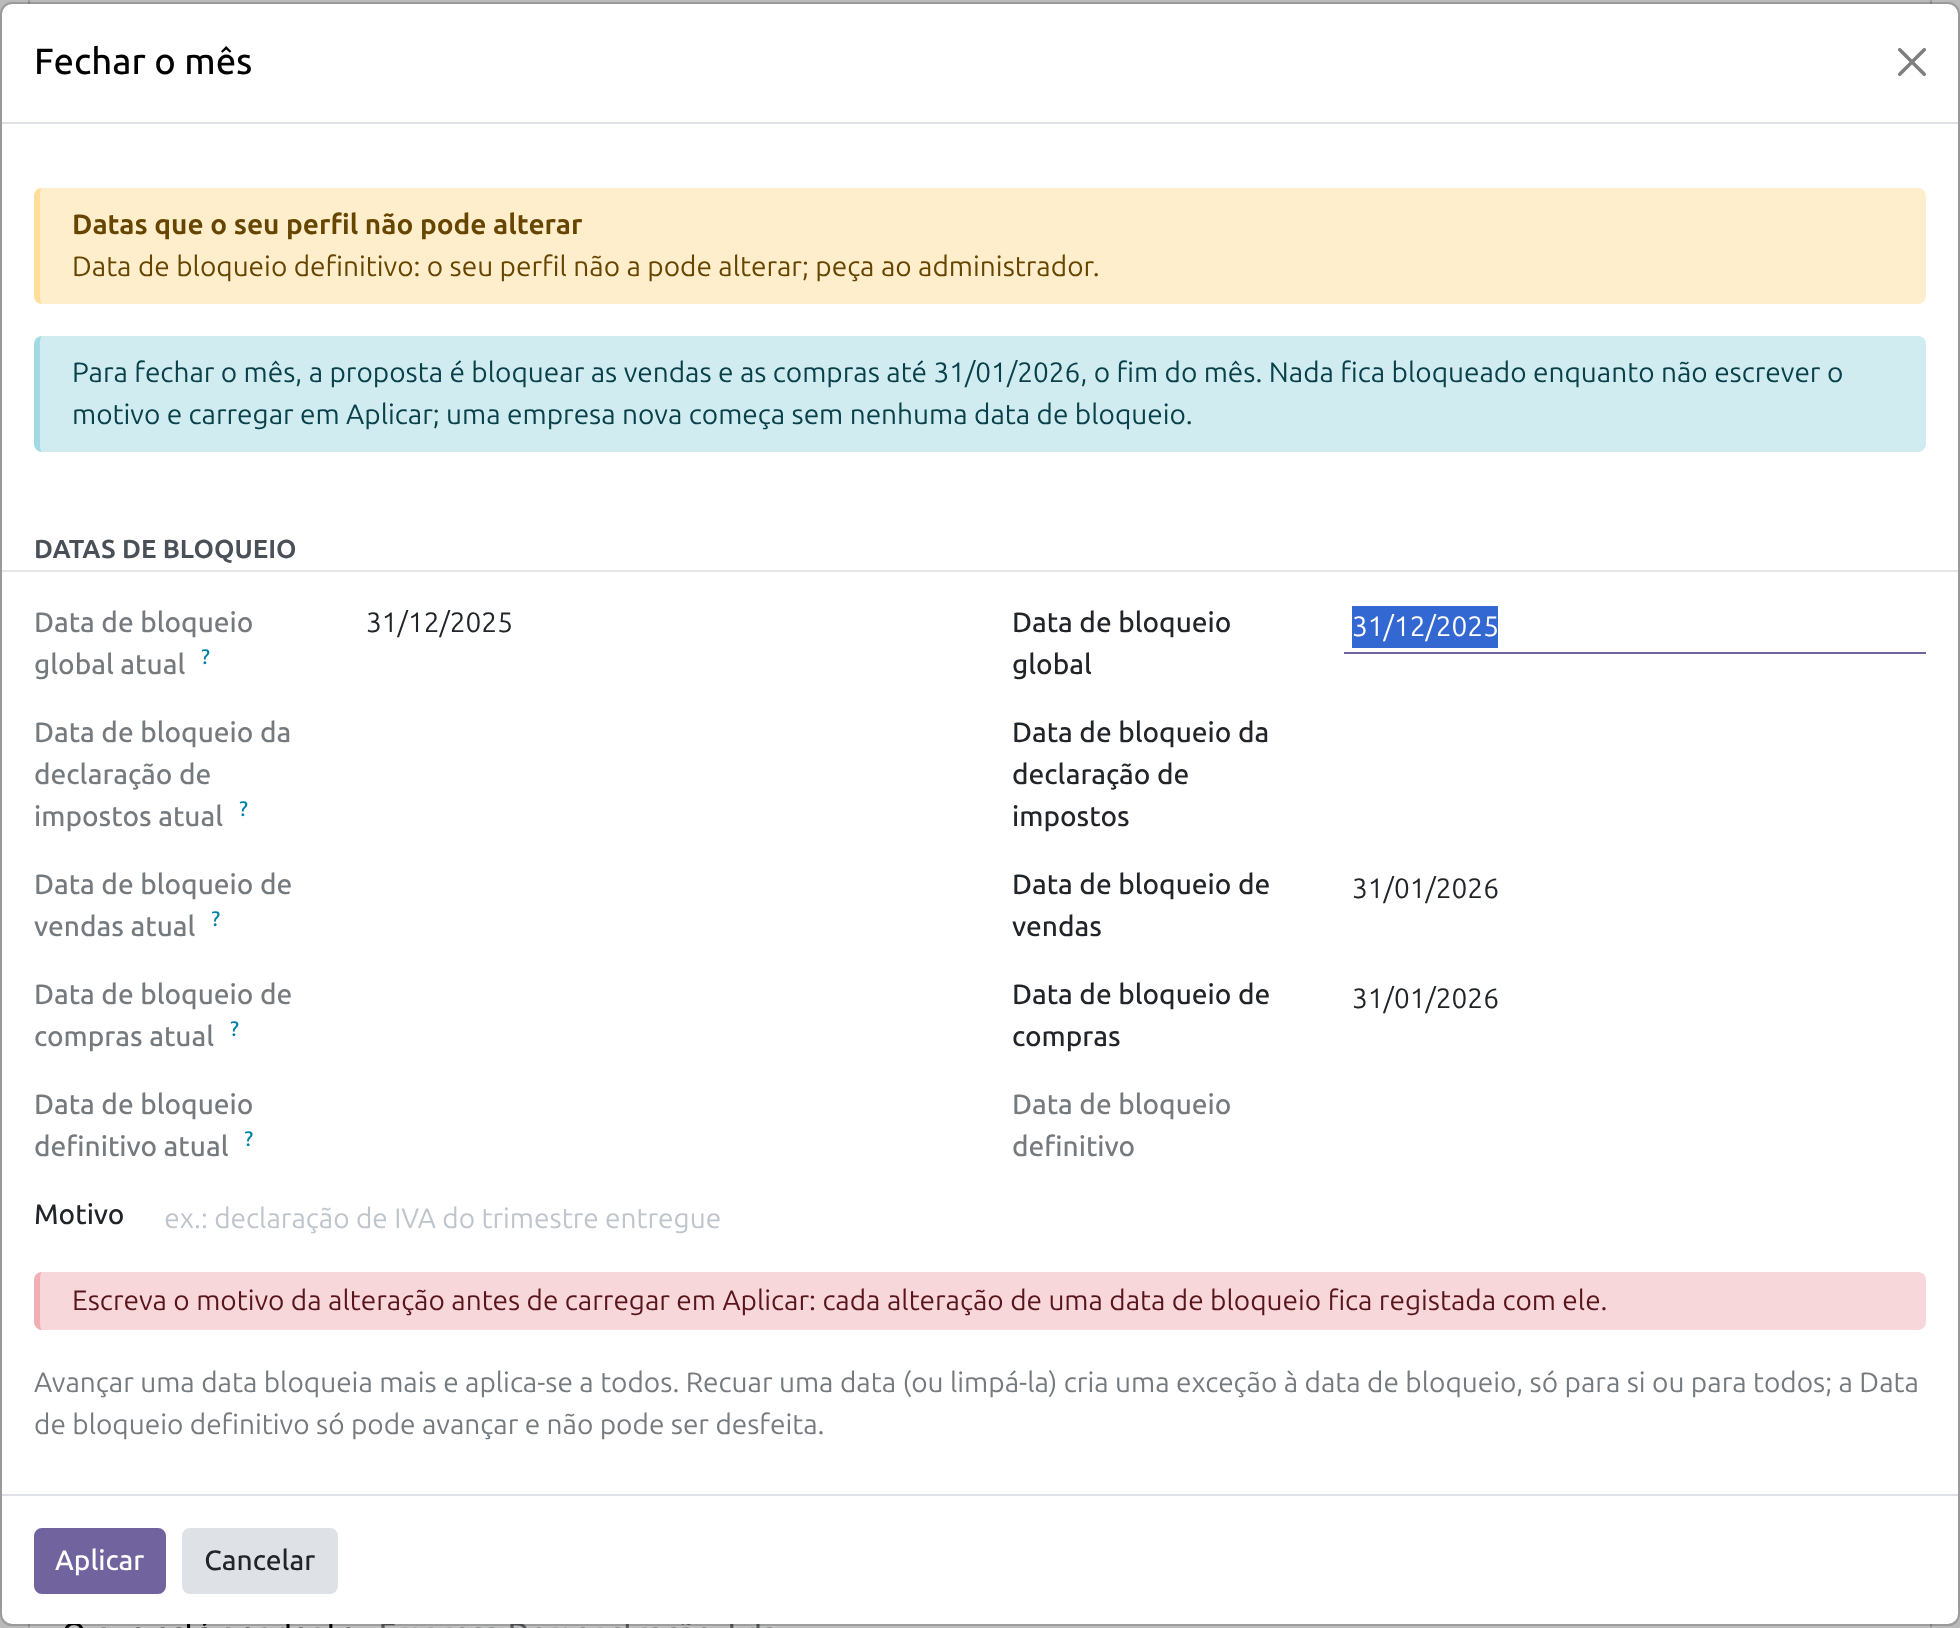 Fechar o mês
Datas que o seu perfil não pode alterar
Data de bloqueio definitivo: o seu perfil não a pode alterar; peça ao administrador.
Para fechar o mês, a proposta é bloquear as vendas e as compras até 31/01/2026, o fim do mês. Nada fica bloqueado enquanto não escrever o
motivo e carregar em Aplicar; uma empresa nova começa sem nenhuma data de bloqueio.
DATAS DE BLOQUEIO
Data de bloqueio
global atual ?
31/12/2025
Data de bloqueio
global
31/12/2025
Data de bloqueio da
declaração de
impostos atual ?
Data de bloqueio da
declaração de
impostos
Data de bloqueio de
vendas atual ?
Data de bloqueio de
vendas
31/01/2026
Data de bloqueio de
compras atual ?
Data de bloqueio de
compras
31/01/2026
Data de bloqueio
definitivo atual ?
Data de bloqueio
definitivo
Motivo
ex.: declaração de IVA do trimestre entregue
Escreva o motivo da alteração antes de carregar em Aplicar: cada alteração de uma data de bloqueio fica registada com ele.
Avançar uma data bloqueia mais e aplica-se a todos. Recuar uma data (ou limpá-la) cria uma exceção à data de bloqueio, só para si ou para todos; a Data
de bloqueio definitivo só pode avançar e não pode ser desfeita.
Aplicar
Cancelar